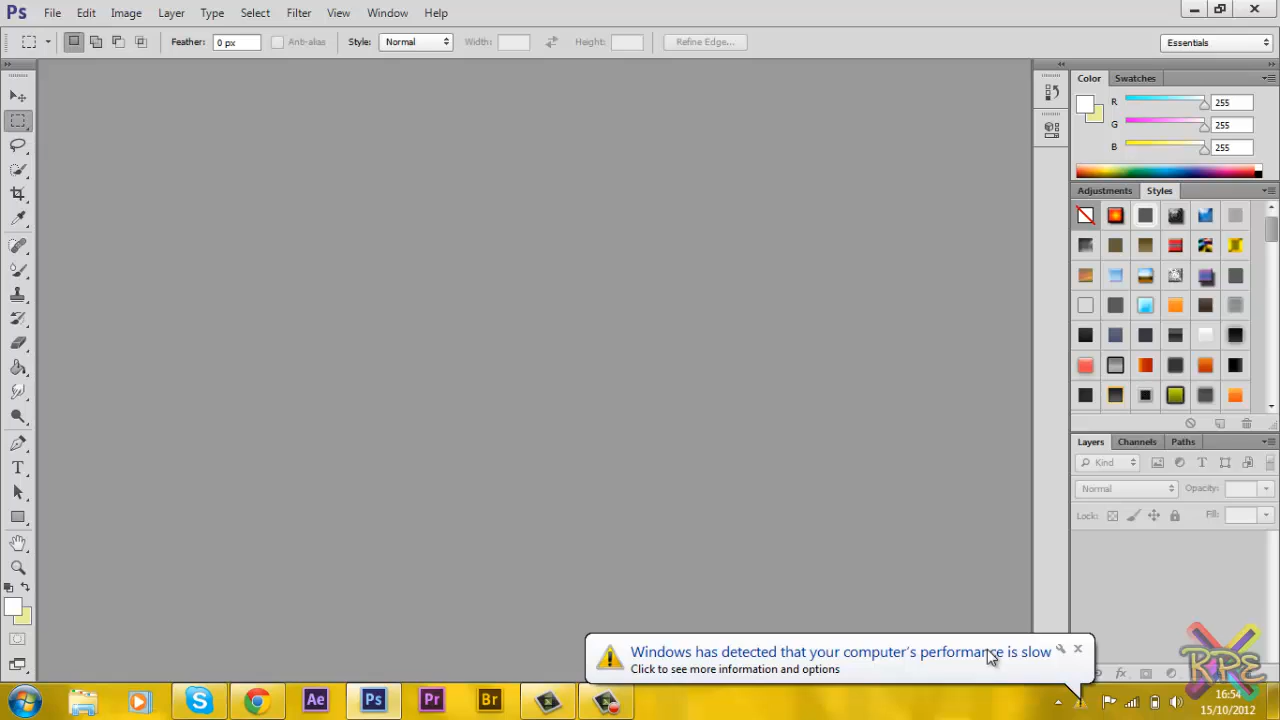 Ps File Edit Image Layer Type Select Filter View Window Help
Feather: 0 px Anti-alias Style: Normal Width: Height: Refine Edge... Essentials
Color Swatches
R 255
G 255
B 255
Adjustments Styles
Layers Channels Paths
Kind
Normal Opacity:
Lock: Fill:
T
Windows has detected that your computer's performance is slow
Click to see more information and options
fx
RPE
S Ae Ps Pr Br
16:54
15/10/2012